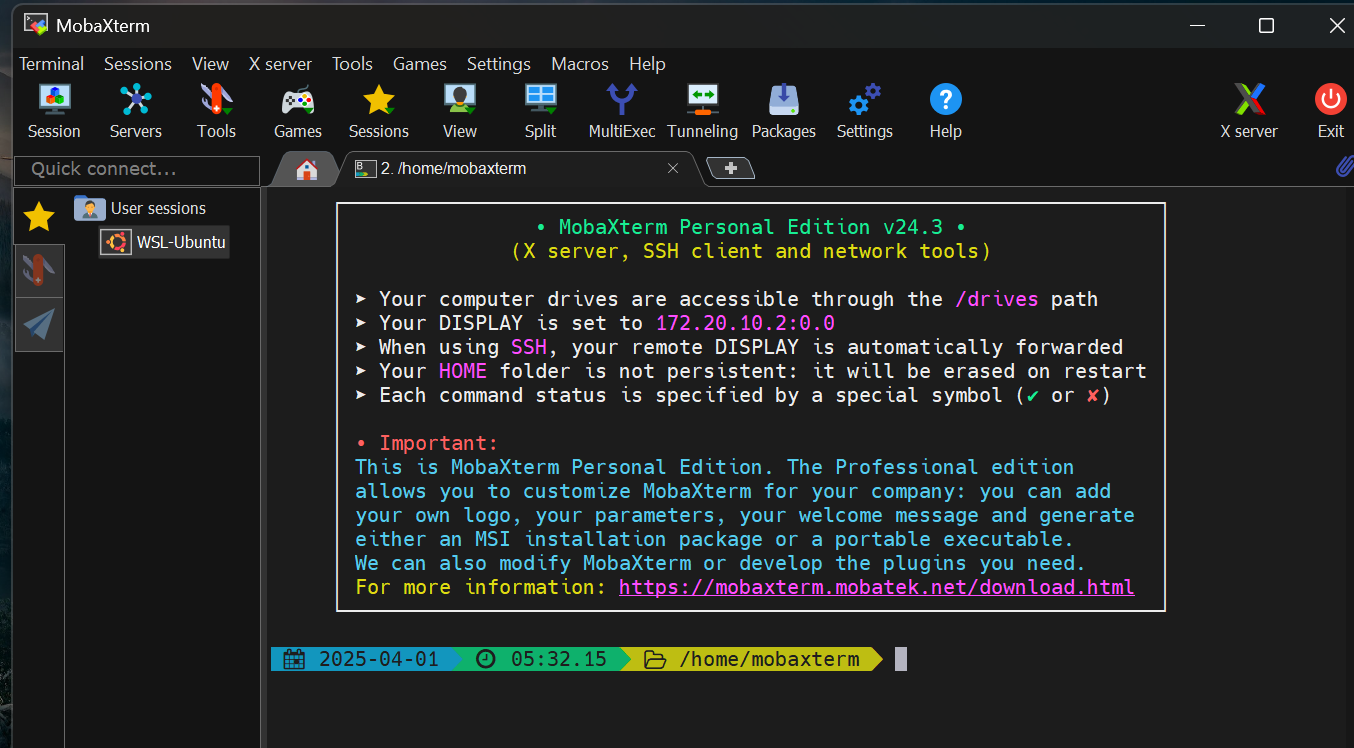 MobaXterm
Terminal Sessions View X server Tools Games Settings Macros Help
Session Servers Tools Games Sessions View Split MultiExec Tunneling Packages Settings Help X server Exit
Quick connect...
2. /home/mobaxterm
User sessions
WSL-Ubuntu
• MobaXterm Personal Edition v24.3 •
(X server, SSH client and network tools)
➤ Your computer drives are accessible through the /drives path
➤ Your DISPLAY is set to 172.20.10.2:0.0
➤ When using SSH, your remote DISPLAY is automatically forwarded
➤ Your HOME folder is not persistent: it will be erased on restart
➤ Each command status is specified by a special symbol (✔ or ✘)
• Important:
This is MobaXterm Personal Edition. The Professional edition
allows you to customize MobaXterm for your company: you can add
your own logo, your parameters, your welcome message and generate
either an MSI installation package or a portable executable.
We can also modify MobaXterm or develop the plugins you need.
For more information: https://mobaxterm.mobatek.net/download.html
2025-04-01 05:32.15 /home/mobaxterm